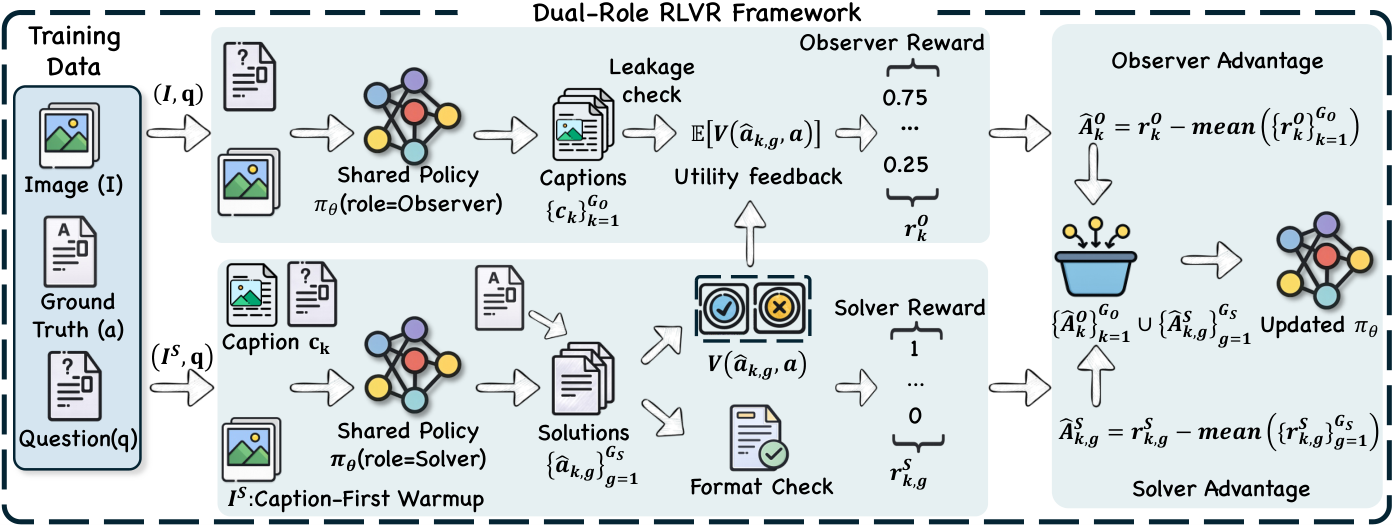 Dual-Role RLVR Framework
Training
Data
Image (I)
A
Ground
Truth (a)
?
Question(q)
(I, q)
(I^S, q)
?
Shared Policy
π_θ(role=Observer)
Captions
{c_k}_{k=1}^{G_O}
Leakage
check
𝔼[V(â_{k,g}, a)]
Utility feedback
Observer Reward
0.75
...
0.25
r_k^O
?
Caption c_k
I^S:Caption-First Warmup
Shared Policy
π_θ(role=Solver)
A
Solutions
{â_{k,g}}_{g=1}^{G_S}
V(â_{k,g}, a)
Format Check
Solver Reward
1
...
0
r_{k,g}^S
Observer Advantage
Â_k^O = r_k^O − mean({r_k^O}_{k=1}^{G_O})
{Â_k^O}_{k=1}^{G_O} ∪ {Â_{k,g}^S}_{g=1}^{G_S}
Updated π_θ
Â_{k,g}^S = r_{k,g}^S − mean({r_{k,g}^S}_{g=1}^{G_S})
Solver Advantage